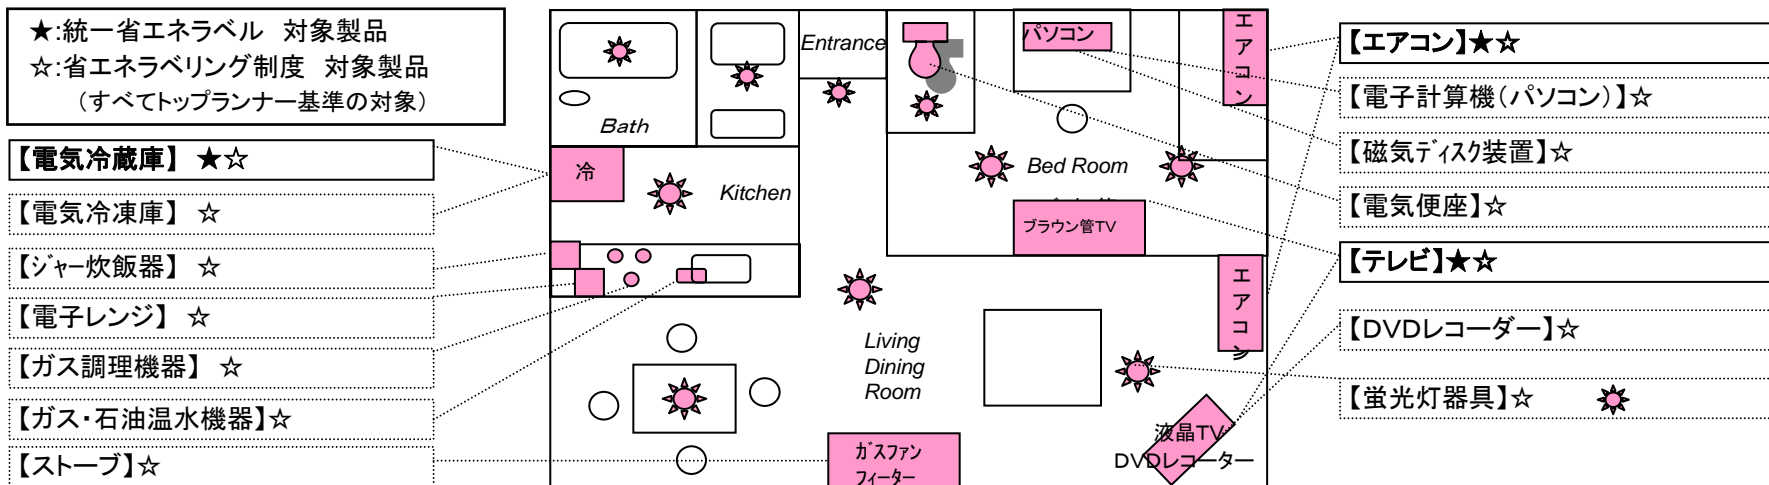 ★:統一省エネラベル 対象製品
☆:省エネラベリング制度 対象製品
(すべてトップランナー基準の対象)
【電気冷蔵庫】 ★☆
【電気冷凍庫】 ☆
【ジャー炊飯器】 ☆
【電子レンジ】 ☆
【ガス調理機器】 ☆
【ガス・石油温水機器】☆
【ストーブ】☆
Bath
Entrance
パソコン
エアコン
冷
Kitchen
Bed Room
ブラウン管TV
エアコン
Living
Dining
Room
ガスファン
フィーター
液晶TV
DVDレコーター
【エアコン】★☆
【電子計算機(パソコン)】☆
【磁気ディスク装置】☆
【電気便座】☆
【テレビ】★☆
【DVDレコーダー】☆
【蛍光灯器具】☆